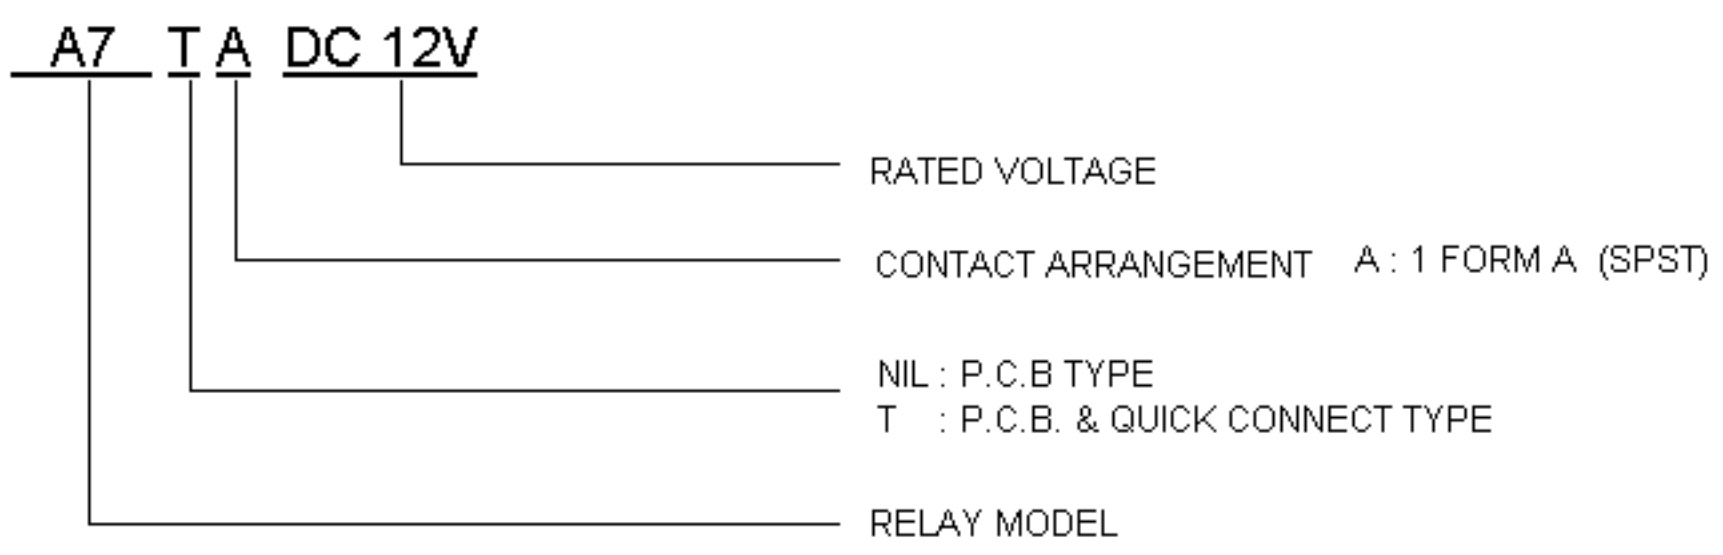 A7 T A DC 12V
RATED VOLTAGE
CONTACT ARRANGEMENT A : 1 FORM A (SPST)
NIL : P.C.B TYPE
T : P.C.B. & QUICK CONNECT TYPE
RELAY MODEL